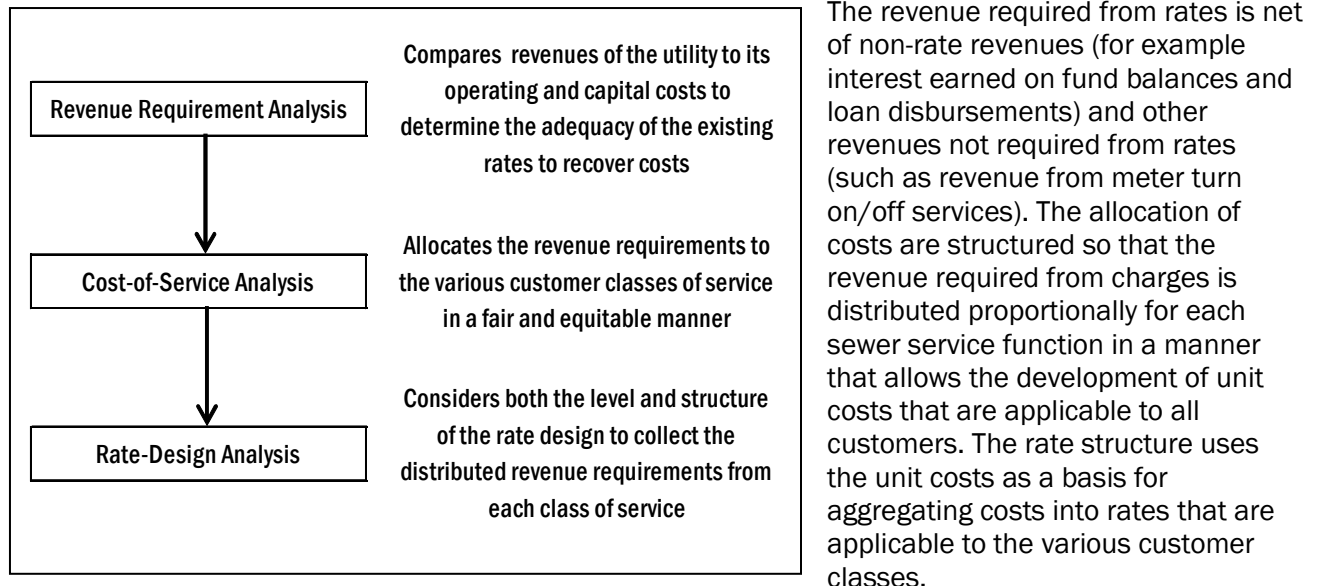 Revenue Requirement Analysis
Compares revenues of the utility to its
operating and capital costs to
determine the adequacy of the existing
rates to recover costs
Cost-of-Service Analysis
Allocates the revenue requirements to
the various customer classes of service
in a fair and equitable manner
Rate-Design Analysis
Considers both the level and structure
of the rate design to collect the
distributed revenue requirements from
each class of service
The revenue required from rates is net
of non-rate revenues (for example
interest earned on fund balances and
loan disbursements) and other
revenues not required from rates
(such as revenue from meter turn
on/off services). The allocation of
costs are structured so that the
revenue required from charges is
distributed proportionally for each
sewer service function in a manner
that allows the development of unit
costs that are applicable to all
customers. The rate structure uses
the unit costs as a basis for
aggregating costs into rates that are
applicable to the various customer
classes.